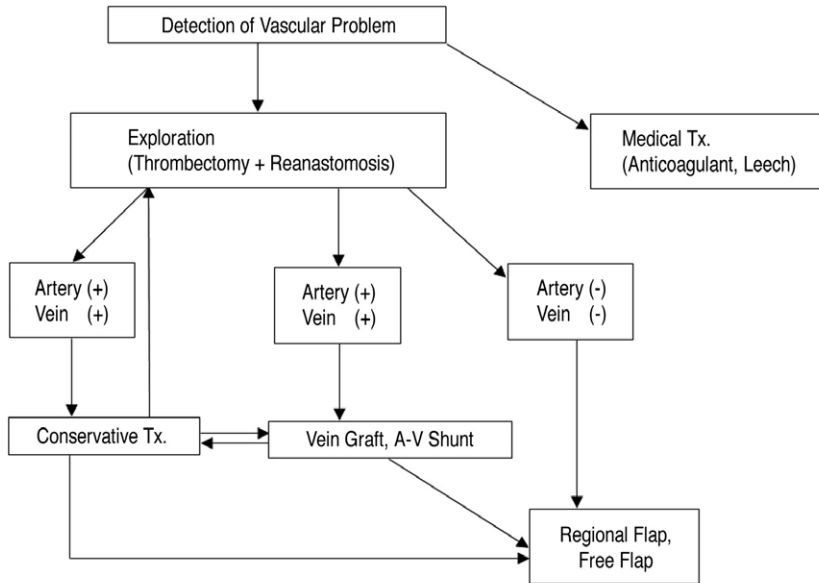 Detection of Vascular Problem
Exploration
(Thrombectomy + Reanastomosis)
Medical Tx.
(Anticoagulant, Leech)
Artery (+)
Vein (+)
Artery (+)
Vein (+)
Artery (-)
Vein (-)
Conservative Tx.
Vein Graft, A-V Shunt
Regional Flap,
Free Flap